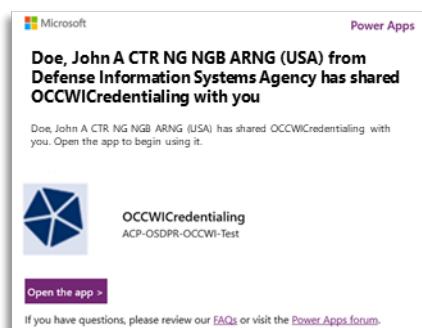 Microsoft Power Apps
Doe, John A CTR NG NGB ARNG (USA) from
Defense Information Systems Agency has shared
OCCWICredentialing with you
Doe, John A CTR NG NGB ARNG (USA) has shared OCCWICredentialing with
you. Open the app to begin using it.
OCCWICredentialing
ACP-OSDPR-OCCWI-Test
Open the app >
If you have questions, please review our FAQs or visit the Power Apps forum.